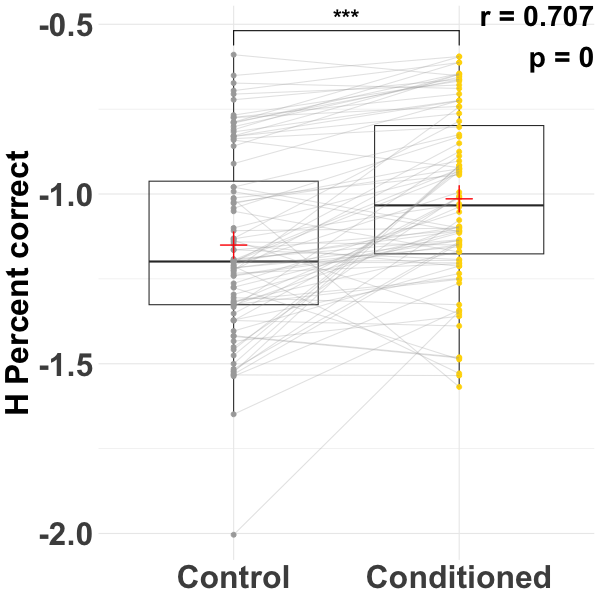 -0.5
***
r = 0.707
p = 0
-1.0
H Percent correct
-1.5
-2.0
Control
Conditioned